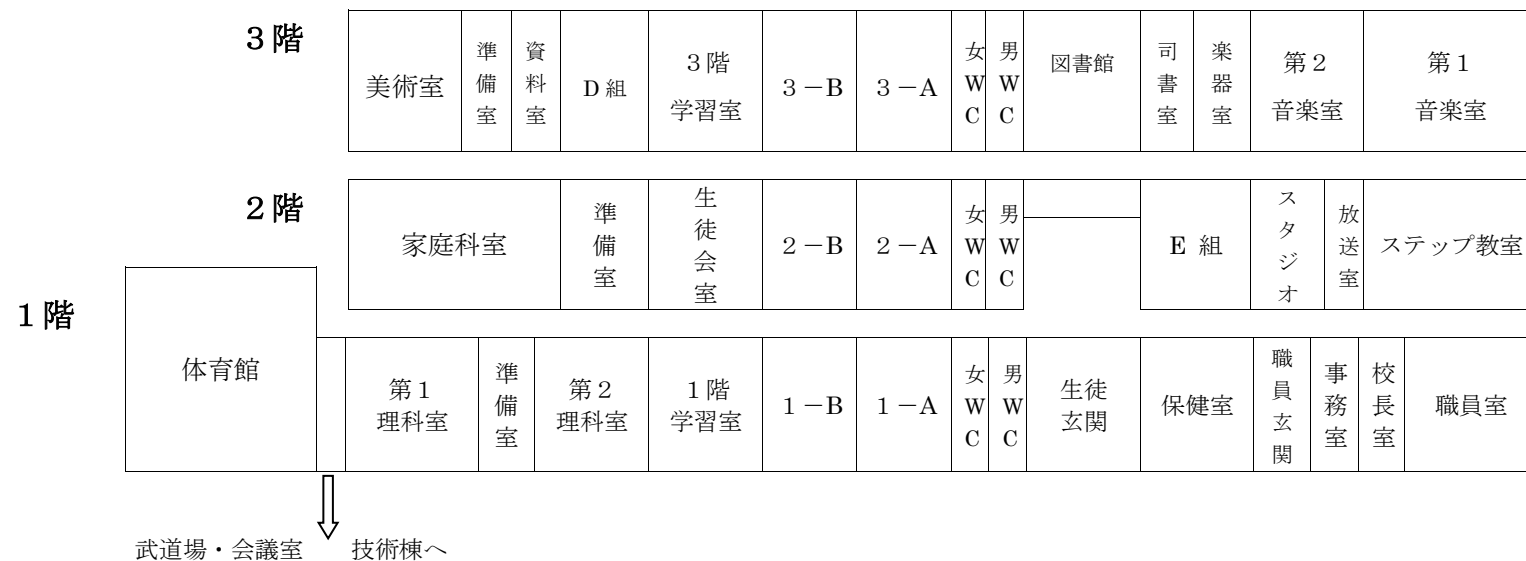 3階
美術室
準備室
資料室
D組
3階
学習室
3-B
3-A
女WC
男WC
図書館
司書室
楽器室
第2
音楽室
第1
音楽室
2階
家庭科室
準備室
生徒会室
2-B
2-A
女WC
男WC
E 組
スタジオ
放送室
ステップ教室
1階
体育館
第1
理科室
準備室
第2
理科室
1階
学習室
1-B
1-A
女WC
男WC
生徒
玄関
保健室
職員玄関
事務室
校長室
職員室
武道場・会議室 技術棟へ